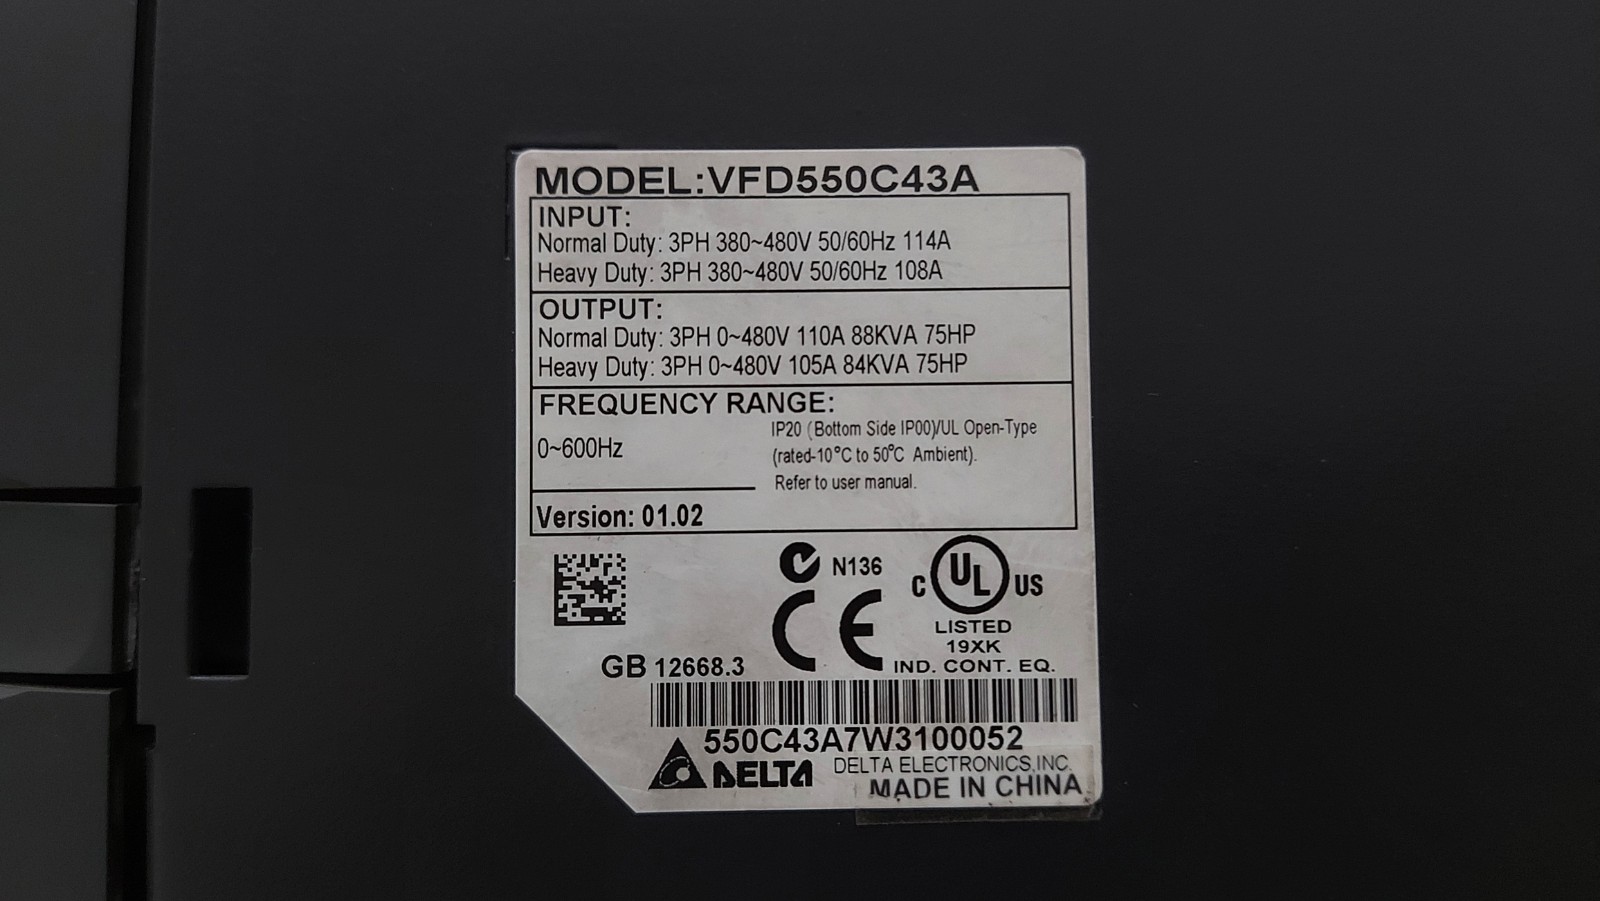 MODEL:VFD550C43A
INPUT:
Normal Duty: 3PH 380~480V 50/60Hz 114A
Heavy Duty: 3PH 380~480V 50/60Hz 108A
OUTPUT:
Normal Duty: 3PH 0~480V 110A 88KVA 75HP
Heavy Duty: 3PH 0~480V 105A 84KVA 75HP
FREQUENCY RANGE:
0~600Hz
IP20 (Bottom Side IP00)/UL Open-Type
(rated-10°C to 50°C Ambient).
Refer to user manual.
Version: 01.02
N136
C UL US
LISTED
19XK
IND. CONT. EQ.
CE
GB 12668.3
550C43A7W3100052
DELTA
DELTA ELECTRONICS,INC.
MADE IN CHINA